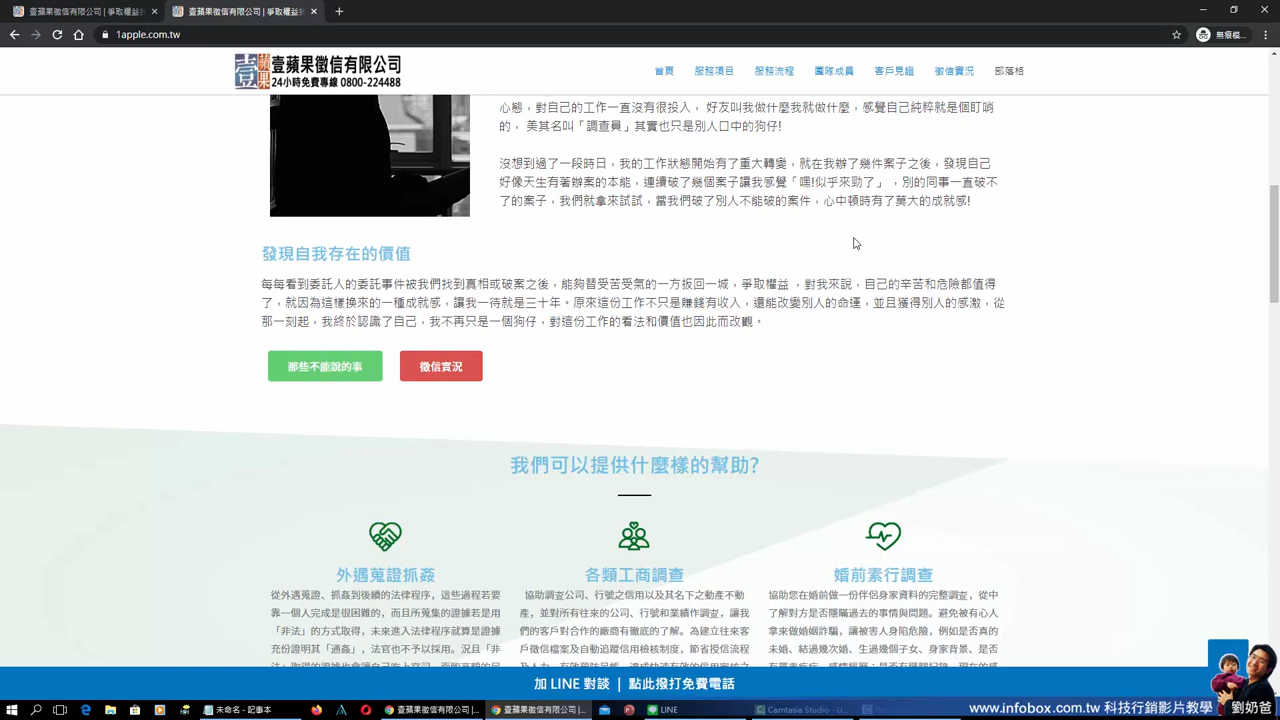 壹蘋果徵信有限公司 | 爭取權益扌
壹蘋果徵信有限公司 | 爭取權益扌
1apple.com.tw
無痕模...
壹蘋果徵信有限公司
24小時免費專線 0800-224488
首頁 服務項目 服務流程 團隊成員 客戶見證 徵信實況 部落格
心態，對自己的工作一直沒有很投入， 好友叫我做什麼我就做什麼，感覺自己純粹就是個盯哨
的， 美其名叫「調查員」其實也只是別人口中的狗仔!
沒想到過了一段時日，我的工作狀態開始有了重大轉變，就在我辦了幾件案子之後，發現自己
好像天生有著辦案的本能，連續破了幾個案子讓我感覺「嘿!似乎來勁了」 ，別的同事一直破不
了的案子，我們就拿來試試，當我們破了別人不能破的案件，心中頓時有了莫大的成就感!
發現自我存在的價值
每每看到委託人的委託事件被我們找到真相或破案之後，能夠替受苦受氣的一方扳回一城，爭取權益 ，對我來說，自己的辛苦和危險都值得
了，就因為這樣換來的一種成就感，讓我一待就是三十年。原來這份工作不只是賺錢有收入，還能改變別人的命運，並且獲得別人的感激，從
那一刻起，我終於認識了自己，我不再只是一個狗仔，對這份工作的看法和價值也因此而改觀。
那些不能說的事 徵信實況
我們可以提供什麼樣的幫助?
外遇蒐證抓姦
從外遇蒐證、抓姦到後續的法律程序，這些過程若要
靠一個人完成是很困難的，而且所蒐集的證據若是用
「非法」的方式取得，未來進入法律程序就算是證據
充份證明其「通姦」，法官也不予以採用。況且「非
各類工商調查
協助調查公司、行號之信用以及其名下之動產不動
產，並對所有往來的公司、行號和業績作調查，讓我
們的客戶對合作的廠商有徹底的了解。為建立往來客
戶徵信檔案及自動追蹤信用檢核制度，節省授信流程
婚前素行調查
協助您在婚前做一份伴侶身家資料的完整調查，從中
了解對方是否隱瞞過去的事情與問題。避免被有心人
拿來做婚姻詐騙，讓被害人身陷危險，例如是否真的
未婚、結過幾次婚、生過幾個子女、身家背景、是否
加 LINE 對談 | 點此撥打免費電話
未命名 - 記事本
壹蘋果徵信有限公司 |...
壹蘋果徵信有限公司 |...
LINE
Camtasia Studio - U...
www.infobox.com.tw 科技行銷影片教學